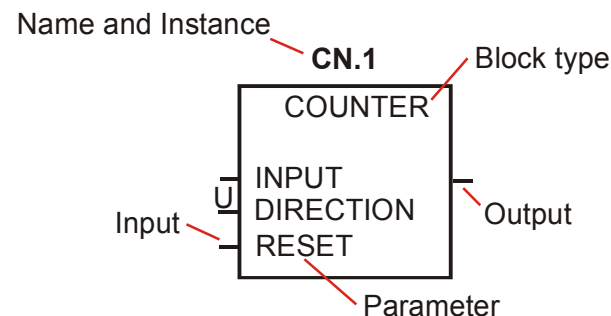 Name and Instance
CN.1
Block type
COUNTER
INPUT
U
DIRECTION
Output
Input
RESET
Parameter